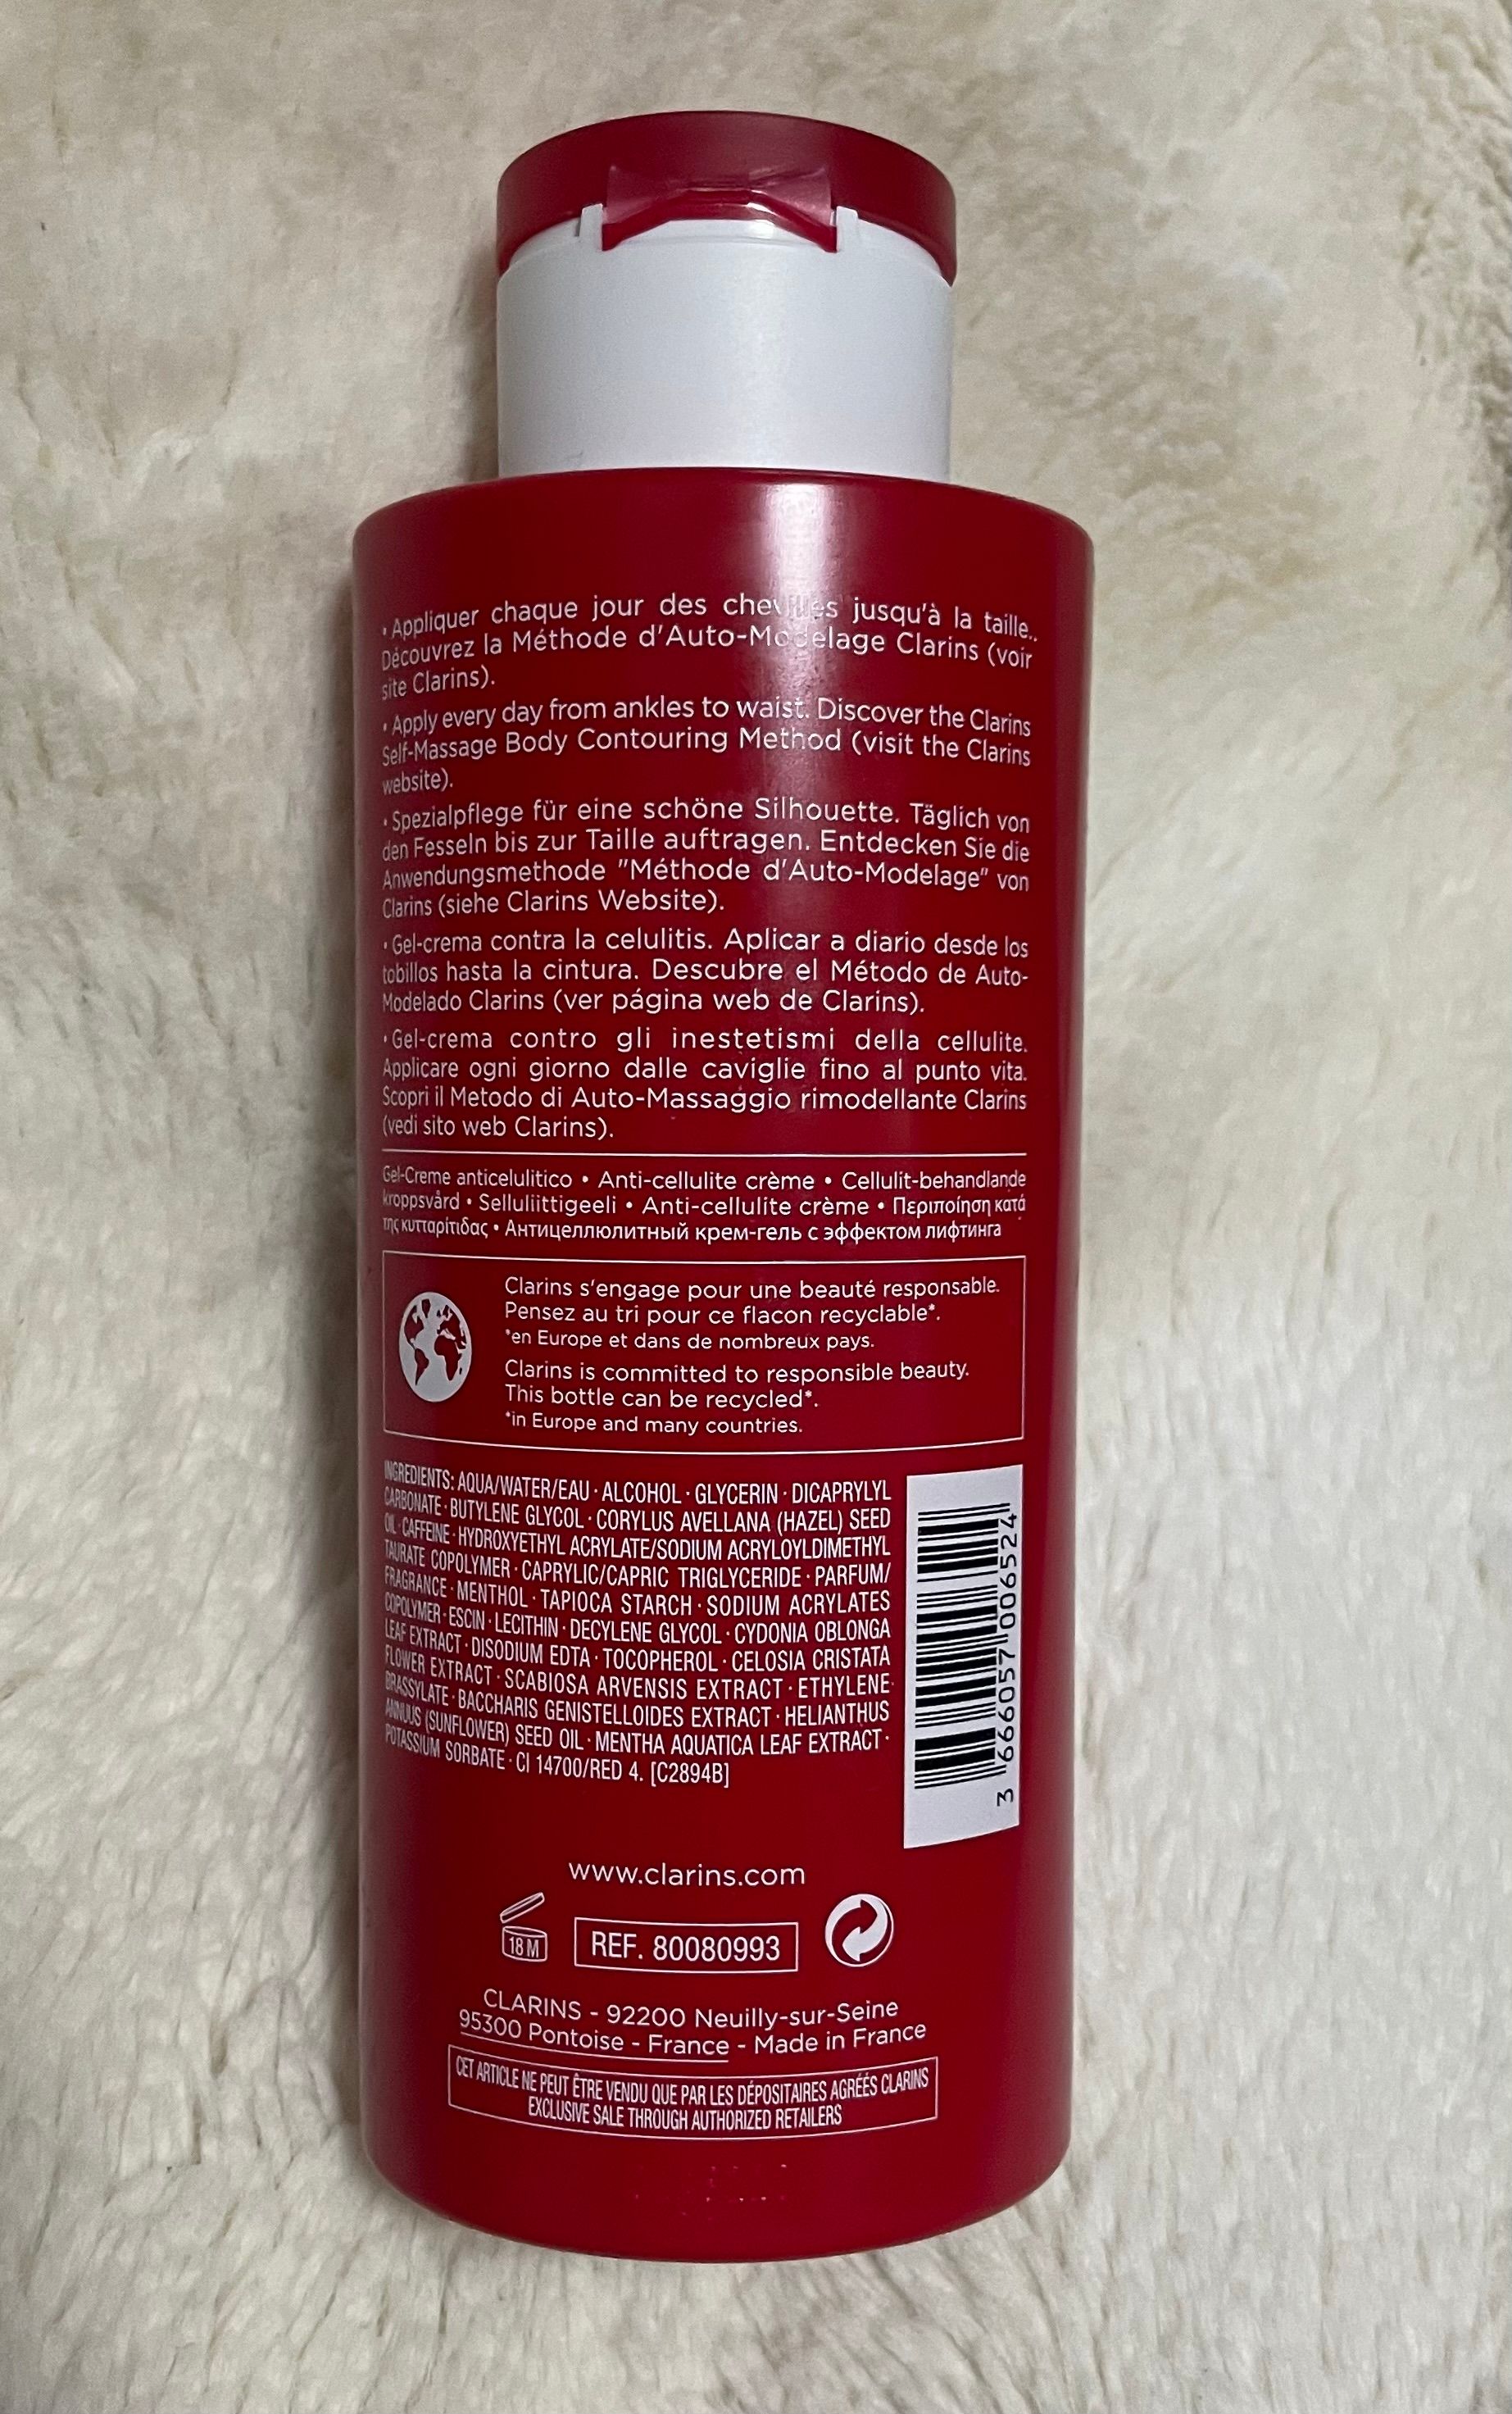 • Appliquer chaque jour des chevilles jusqu'à la taille..
Découvrez la Méthode d'Auto-Modelage Clarins (voir
site Clarins).
• Apply every day from ankles to waist. Discover the Clarins
Self-Massage Body Contouring Method (visit the Clarins
website).
• Spezialpflege für eine schöne Silhouette. Täglich von
den Fesseln bis zur Taille auftragen. Entdecken Sie die
Anwendungsmethode "Méthode d'Auto-Modelage" von
Clarins (siehe Clarins Website).
• Gel-crema contra la celulitis. Aplicar a diario desde los
tobillos hasta la cintura. Descubre el Método de Auto-
Modelado Clarins (ver página web de Clarins).
• Gel-crema contro gli inestetismi della cellulite.
Applicare ogni giorno dalle caviglie fino al punto vita.
Scopri il Metodo di Auto-Massaggio rimodellante Clarins
(vedi sito web Clarins).
Gel-Creme anticelulitico • Anti-cellulite crème • Cellulit-behandlande
kroppsvård • Selluliittigeeli • Anti-cellulite crème • Περιποίηση κατά
της κυτταρίτιδας • Антицеллюлитный крем-гель с эффектом лифтинга
Clarins s'engage pour une beauté responsable.
Pensez au tri pour ce flacon recyclable*.
*en Europe et dans de nombreux pays.
Clarins is committed to responsible beauty.
This bottle can be recycled*.
*in Europe and many countries.
INGREDIENTS: AQUA/WATER/EAU · ALCOHOL · GLYCERIN · DICAPRYLYL
CARBONATE · BUTYLENE GLYCOL · CORYLUS AVELLANA (HAZEL) SEED
OIL · CAFFEINE · HYDROXYETHYL ACRYLATE/SODIUM ACRYLOYLDIMETHYL
TAURATE COPOLYMER · CAPRYLIC/CAPRIC TRIGLYCERIDE · PARFUM/
FRAGRANCE · MENTHOL · TAPIOCA STARCH · SODIUM ACRYLATES
COPOLYMER · ESCIN · LECITHIN · DECYLENE GLYCOL · CYDONIA OBLONGA
LEAF EXTRACT · DISODIUM EDTA · TOCOPHEROL · CELOSIA CRISTATA
FLOWER EXTRACT · SCABIOSA ARVENSIS EXTRACT · ETHYLENE
BRASSYLATE · BACCHARIS GENISTELLOIDES EXTRACT · HELIANTHUS
ANNUUS (SUNFLOWER) SEED OIL · MENTHA AQUATICA LEAF EXTRACT ·
POTASSIUM SORBATE · CI 14700/RED 4. [C2894B]
3 666057 006524
www.clarins.com
18 M
REF. 80080993
CLARINS - 92200 Neuilly-sur-Seine
95300 Pontoise - France - Made in France
CET ARTICLE NE PEUT ÊTRE VENDU QUE PAR LES DÉPOSITAIRES AGRÉÉS CLARINS
EXCLUSIVE SALE THROUGH AUTHORIZED RETAILERS